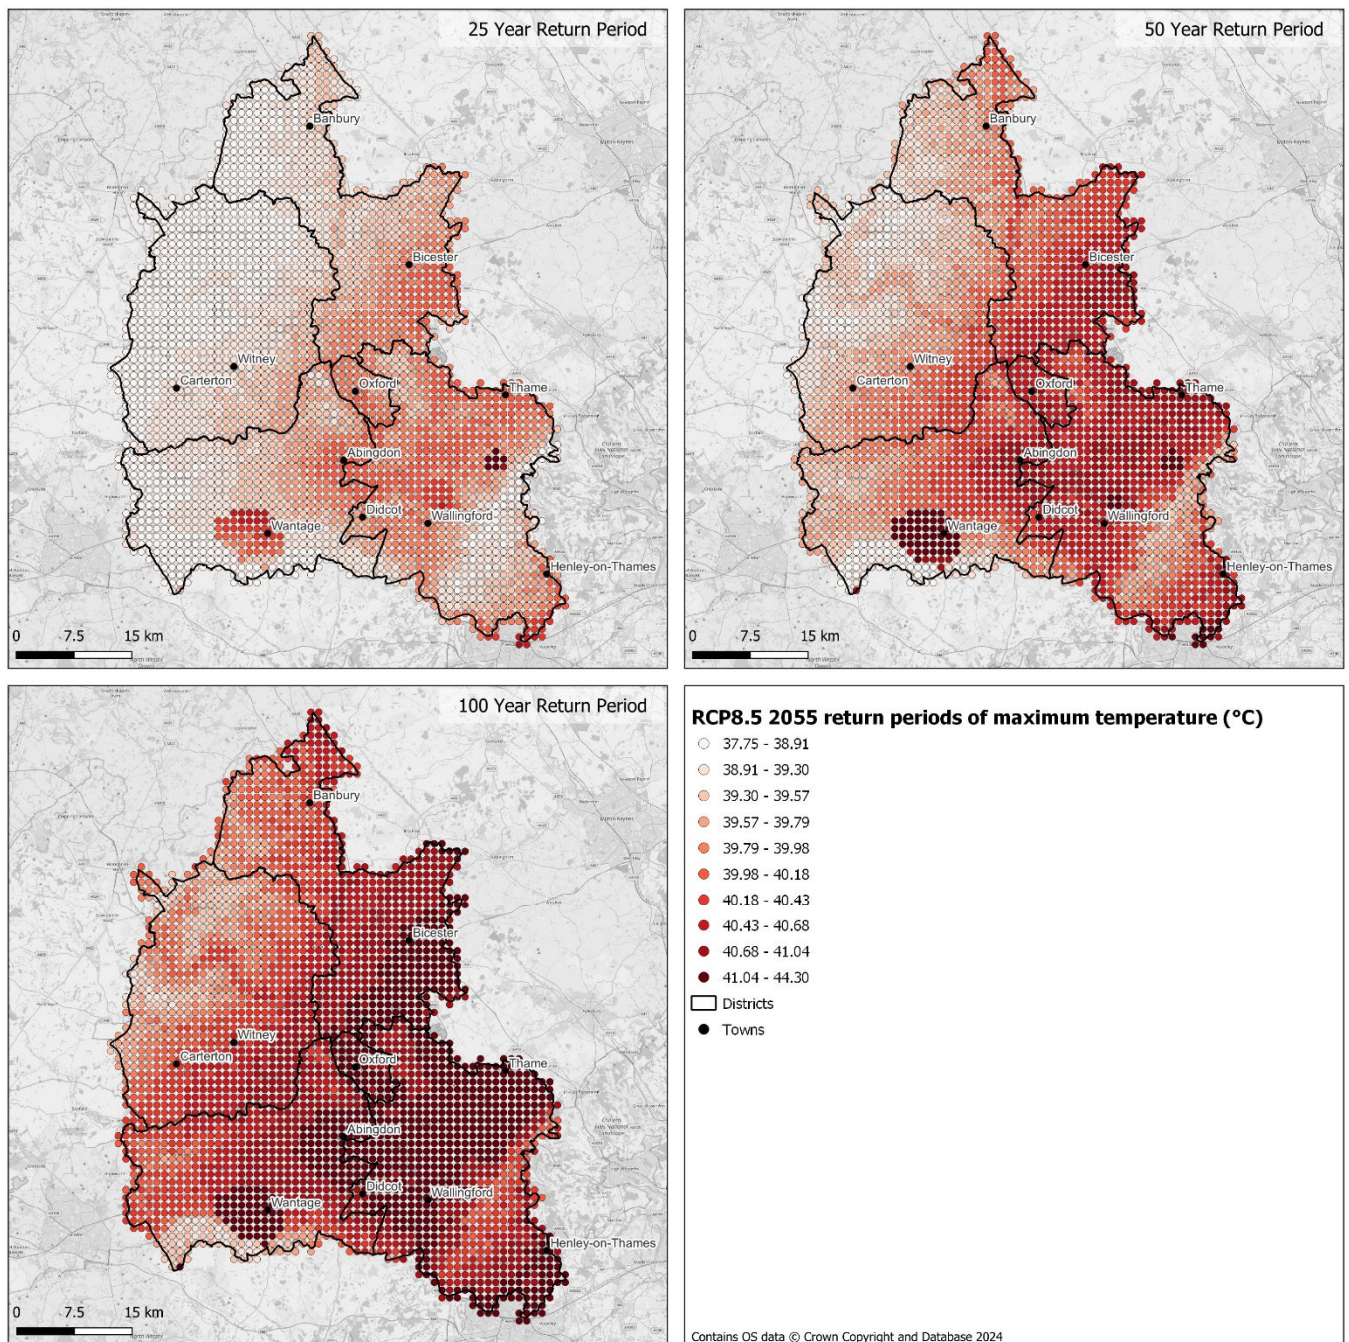 25 Year Return Period
Banbury
Bicester
Witney
Carterton
Oxford
Thame
Abingdon
Wantage
Didcot
Wallingford
Henley-on-Thames
0 7.5 15 km
50 Year Return Period
Banbury
Bicester
Witney
Carterton
Oxford
Thame
Abingdon
Wantage
Didcot
Wallingford
Henley-on-Thames
0 7.5 15 km
100 Year Return Period
Banbury
Bicester
Witney
Carterton
Oxford
Thame
Abingdon
Wantage
Didcot
Wallingford
Henley-on-Thames
0 7.5 15 km
RCP8.5 2055 return periods of maximum temperature (°C)
37.75 - 38.91
38.91 - 39.30
39.30 - 39.57
39.57 - 39.79
39.79 - 39.98
39.98 - 40.18
40.18 - 40.43
40.43 - 40.68
40.68 - 41.04
41.04 - 44.30
Districts
Towns
Contains OS data © Crown Copyright and Database 2024